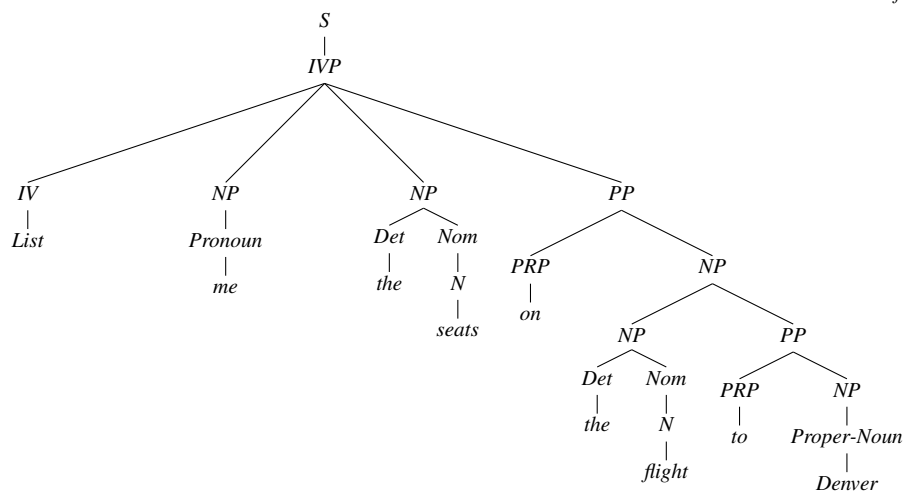 S
IVP
IV NP NP PP
List Pronoun Det Nom
me the N PRP NP
seats on
NP PP
Det Nom PRP NP
the N to Proper-Noun
flight Denver